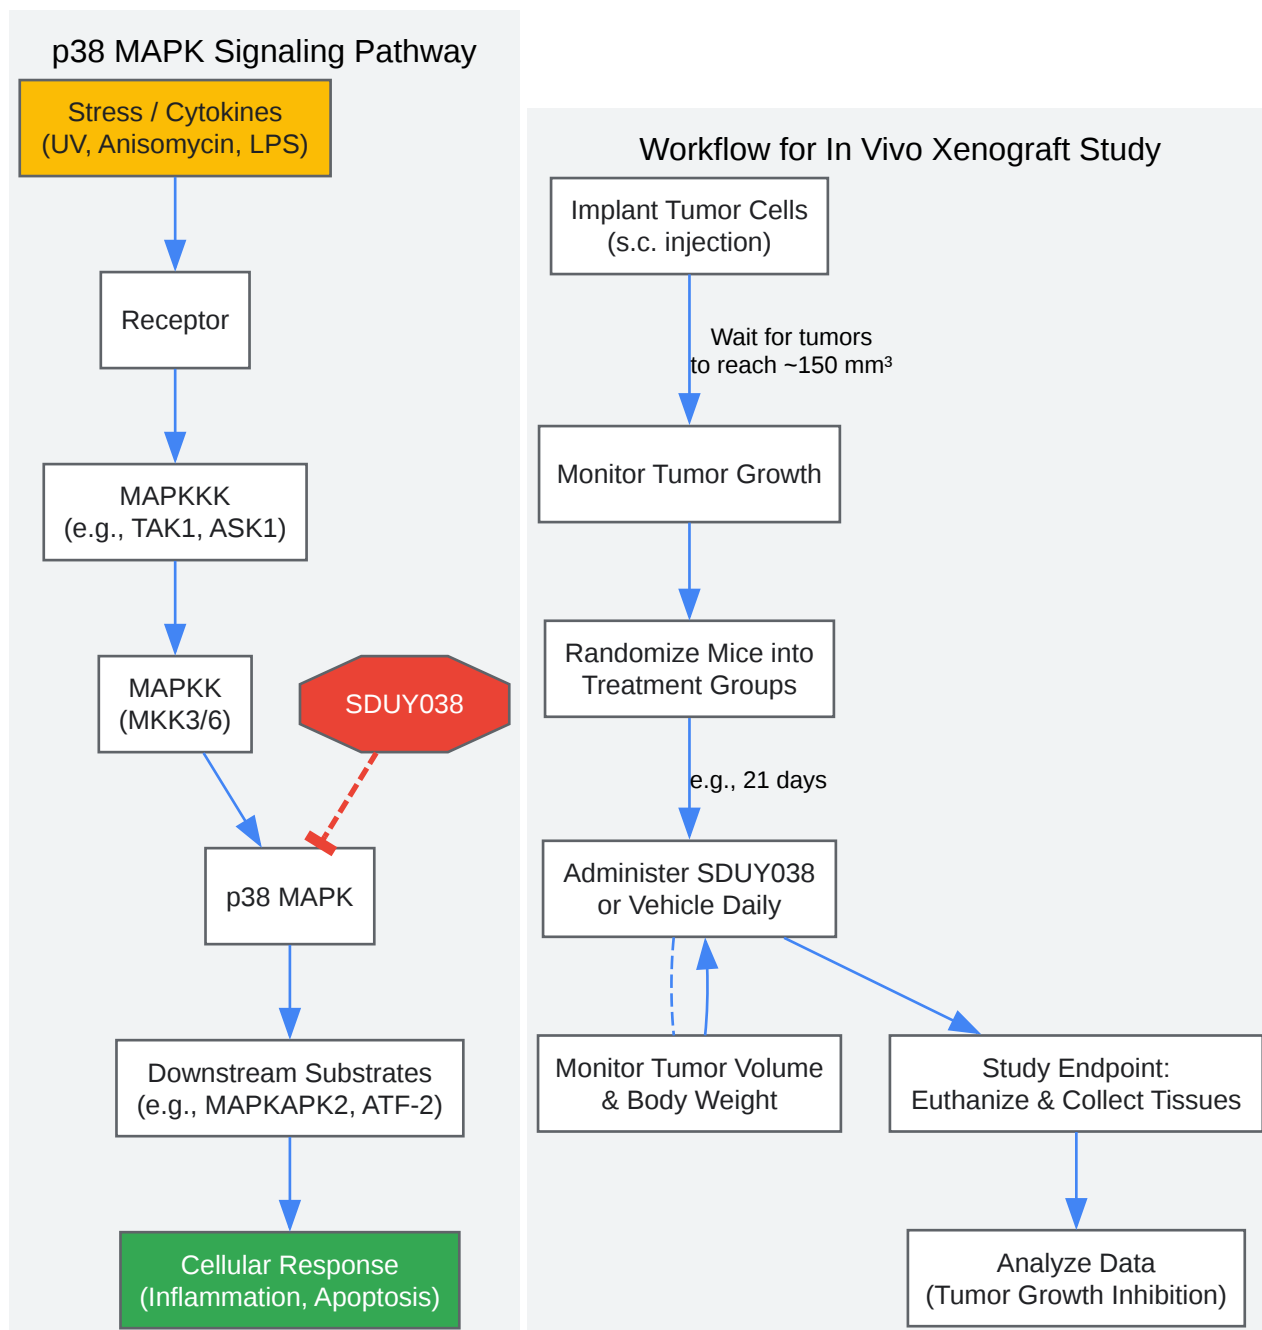 p38 MAPK Signaling Pathway
Stress / Cytokines
(UV, Anisomycin, LPS)
Receptor
MAPKKK
(e.g., TAK1, ASK1)
MAPKK
(MKK3/6)
SDUY038
p38 MAPK
Downstream Substrates
(e.g., MAPKAPK2, ATF-2)
Cellular Response
(Inflammation, Apoptosis)
Workflow for In Vivo Xenograft Study
Implant Tumor Cells
(s.c. injection)
Wait for tumors
to reach ~150 mm³
Monitor Tumor Growth
Randomize Mice into
Treatment Groups
e.g., 21 days
Administer SDUY038
or Vehicle Daily
Monitor Tumor Volume
& Body Weight
Study Endpoint:
Euthanize & Collect Tissues
Analyze Data
(Tumor Growth Inhibition)